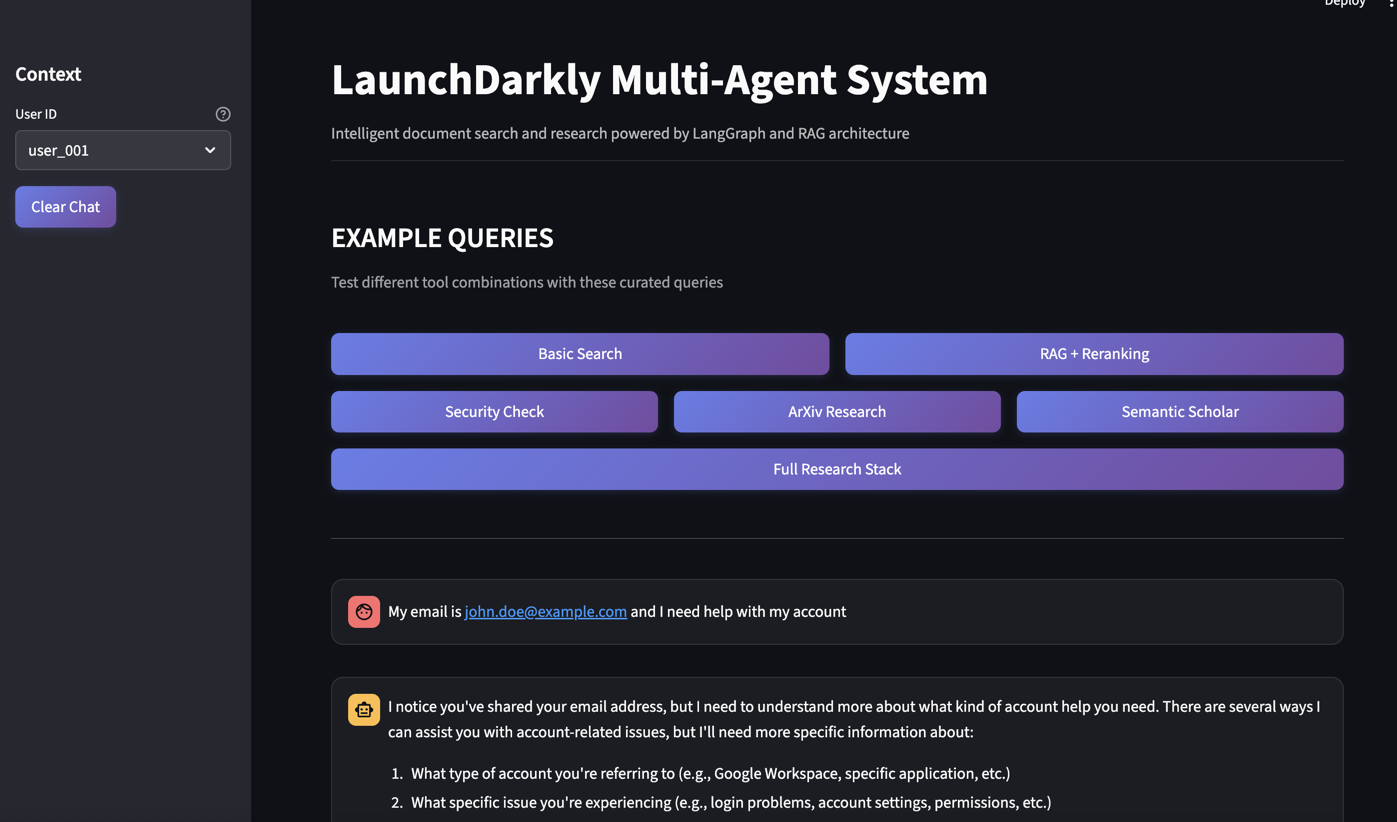 Deploy
Context
User ID
user_001
Clear Chat
LaunchDarkly Multi-Agent System
Intelligent document search and research powered by LangGraph and RAG architecture
EXAMPLE QUERIES
Test different tool combinations with these curated queries
Basic Search
RAG + Reranking
Security Check
ArXiv Research
Semantic Scholar
Full Research Stack
My email is john.doe@example.com and I need help with my account
I notice you've shared your email address, but I need to understand more about what kind of account help you need. There are several ways I
can assist you with account-related issues, but I'll need more specific information about:
1. What type of account you're referring to (e.g., Google Workspace, specific application, etc.)
2. What specific issue you're experiencing (e.g., login problems, account settings, permissions, etc.)